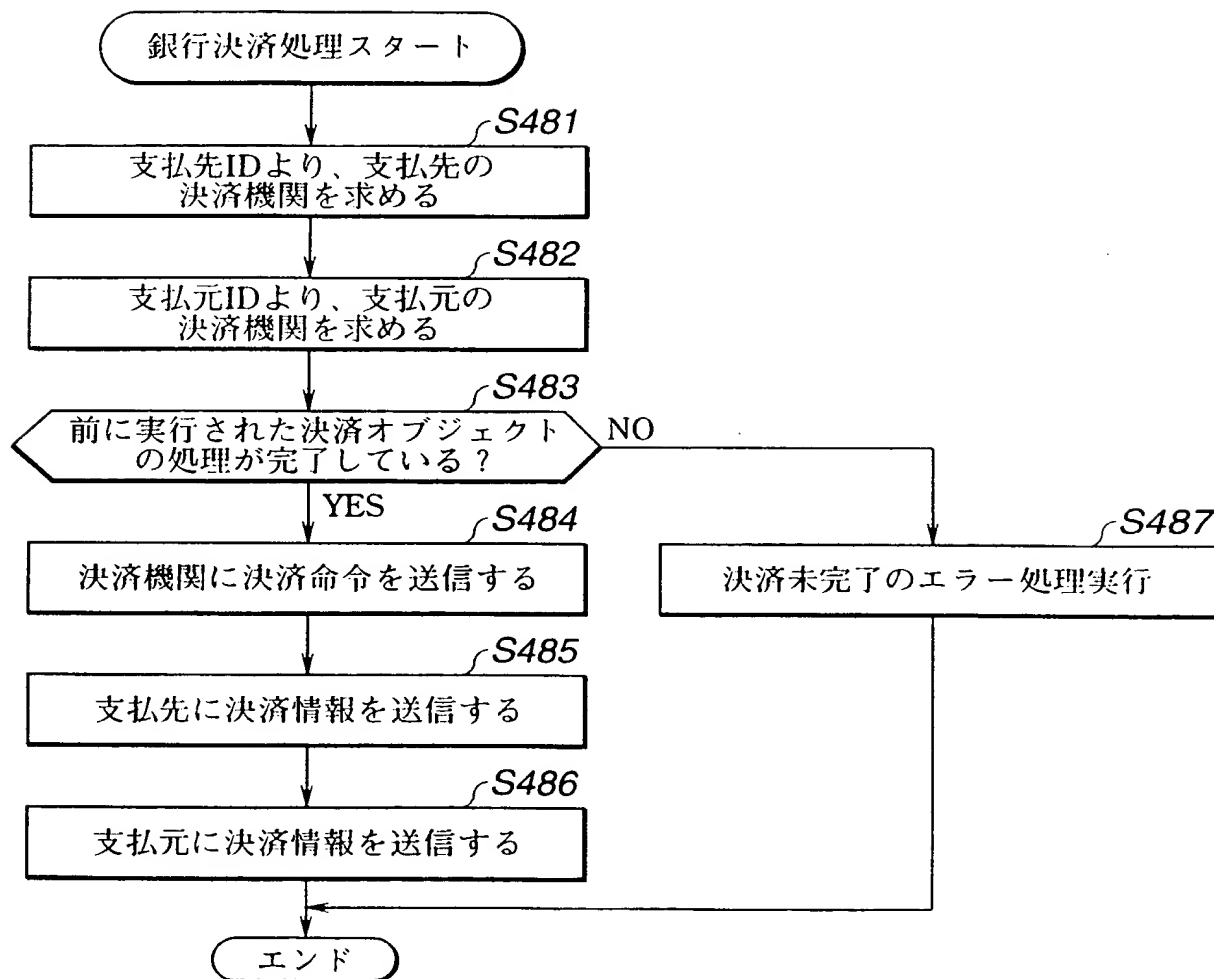 銀行決済処理スタート
S481
支払先IDより、支払先の
決済機関を求める
S482
支払元IDより、支払元の
決済機関を求める
S483
前に実行された決済オブジェクト
の処理が完了している？
NO
YES
S484
決済機関に決済命令を送信する
S487
決済未完了のエラー処理実行
S485
支払先に決済情報を送信する
S486
支払元に決済情報を送信する
エンド